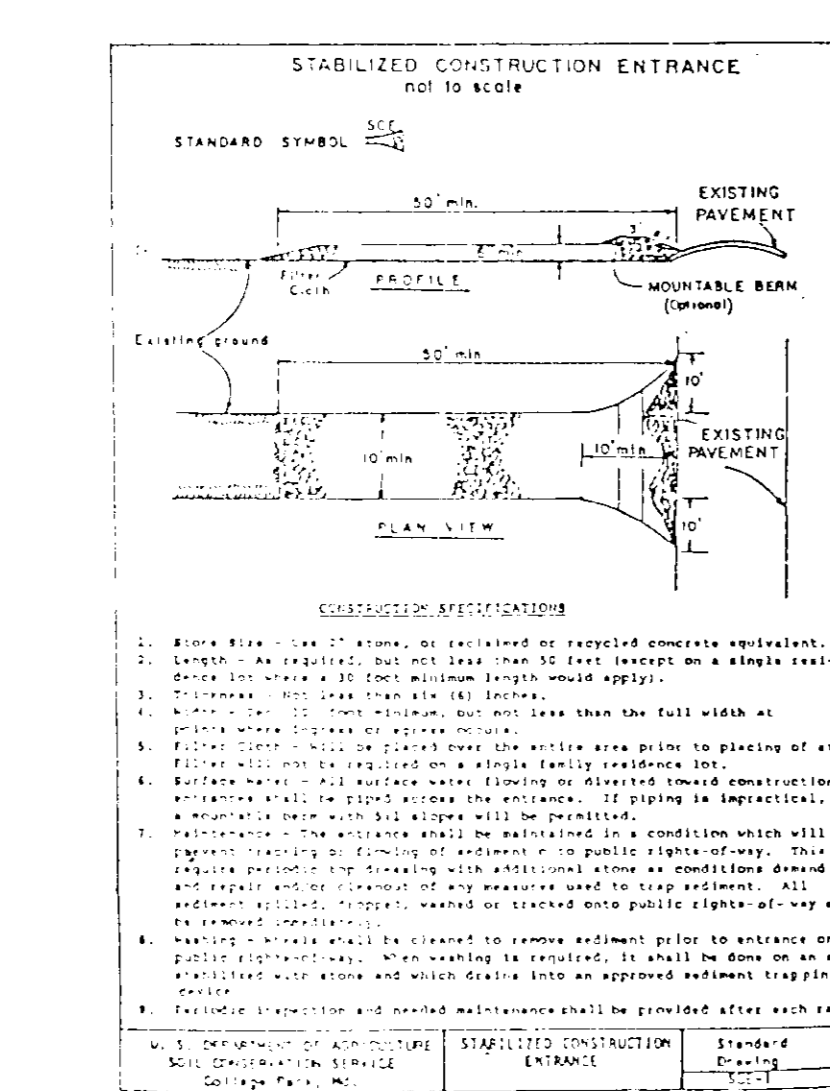 STABILIZED CONSTRUCTION ENTRANCE
not to scale
SCE
STANDARD SYMBOL
50' min.
EXISTING
PAVEMENT
3'
6" min
Filter
Cloth
PROFILE
MOUNTABLE BERM
(Optional)
Existing ground
50' min
10'
EXISTING
PAVEMENT
10' min
10' min
10'
PLAN VIEW
CONSTRUCTION SPECIFICATIONS
1. Stone Size - Use 2" stone, or reclaimed or recycled concrete equivalent.
2. Length - As required, but not less than 50 feet (except on a single resi-
dence lot where a 30 foot minimum length would apply).
3. Thickness - Not less than six (6) inches.
4. Width - Ten (10) foot minimum, but not less than the full width at
points where ingress or egress occurs.
5. Filter Cloth - Will be placed over the entire area prior to placing of
Filter will not be required on a single family residence lot.
6. Surface Water - All surface water flowing or diverted toward construction
entrances shall be piped across the entrance. If piping is impractical,
a mountable berm with 5:1 slopes will be permitted.
7. Maintenance - The entrance shall be maintained in a condition which will
prevent tracking or flowing of sediment to public rights-of-way. This
require periodic top dressing with additional stone as conditions demand
and repair and/or cleanout of any measures used to trap sediment. All
sediment spilled, dropped, washed or tracked onto public rights-of-way
be removed immediately.
8. Washing - Wheels shall be cleaned to remove sediment prior to entrance
public rights-of-way. When washing is required, it shall be done on an
stabilized with stone and which drains into an approved sediment trappin
device
9. Periodic inspection and needed maintenance shall be provided after each
U. S. DEPARTMENT OF AGRICULTURE
SOIL CONSERVATION SERVICE
College Park, Md.
STABILIZED CONSTRUCTION
ENTRANCE
Standard
Drawing
SCE-1